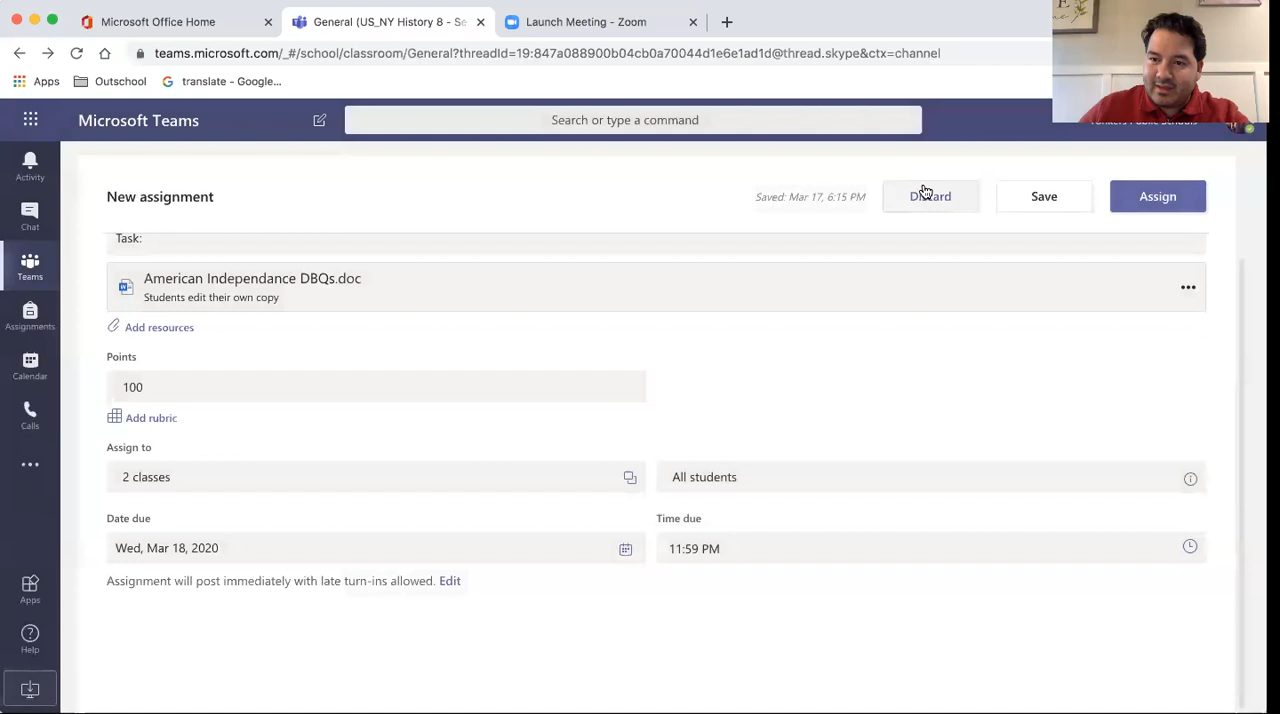 Microsoft Office Home
General (US_NY History 8 - Se
Launch Meeting - Zoom
teams.microsoft.com/_#/school/classroom/General?threadId=19:847a088900b04cb0a70044d1e6e1ad1d@thread.skype&ctx=channel
Apps
Outschool
translate - Google...
Microsoft Teams
Search or type a command
Yonkers Public Schools
Activity
Chat
Teams
Assignments
Calendar
Calls
Apps
Help
New assignment
Saved: Mar 17, 6:15 PM
Discard
Save
Assign
Task:
American Independance DBQs.doc
Students edit their own copy
Add resources
Points
100
Add rubric
Assign to
2 classes
All students
Date due
Time due
Wed, Mar 18, 2020
11:59 PM
Assignment will post immediately with late turn-ins allowed. Edit